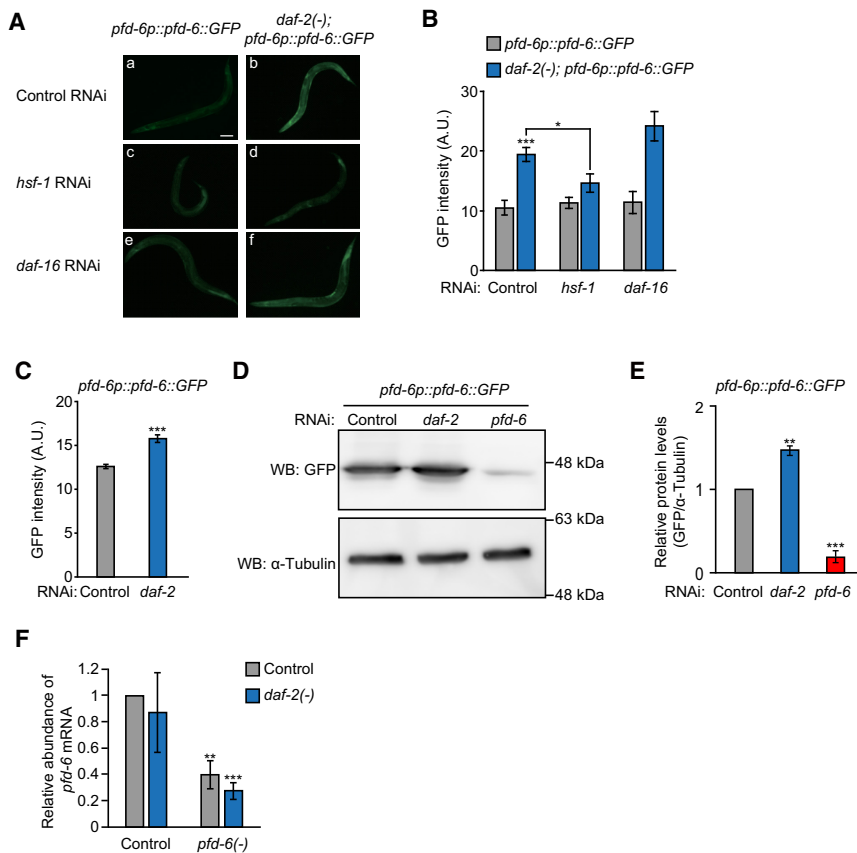 A
pfd-6p::pfd-6::GFP
daf-2(-);
pfd-6p::pfd-6::GFP
Control RNAi
a
b
hsf-1 RNAi
c
d
daf-16 RNAi
e
f
B
pfd-6p::pfd-6::GFP
daf-2(-); pfd-6p::pfd-6::GFP
GFP intensity (A.U.)
30
20
10
0
***
*
RNAi: Control hsf-1 daf-16
C
pfd-6p::pfd-6::GFP
GFP intensity (A.U.)
20
15
10
5
0
***
RNAi: Control daf-2
D
pfd-6p::pfd-6::GFP
RNAi: Control daf-2 pfd-6
WB: GFP
48 kDa
63 kDa
WB: α-Tubulin
48 kDa
E
pfd-6p::pfd-6::GFP
Relative protein levels
(GFP/α-Tubulin)
2
1
0
**
***
RNAi: Control daf-2 pfd-6
F
Control
daf-2(-)
Relative abundance of
pfd-6 mRNA
1.2
1
0.8
0.6
0.4
0.2
0
**
***
Control pfd-6(-)